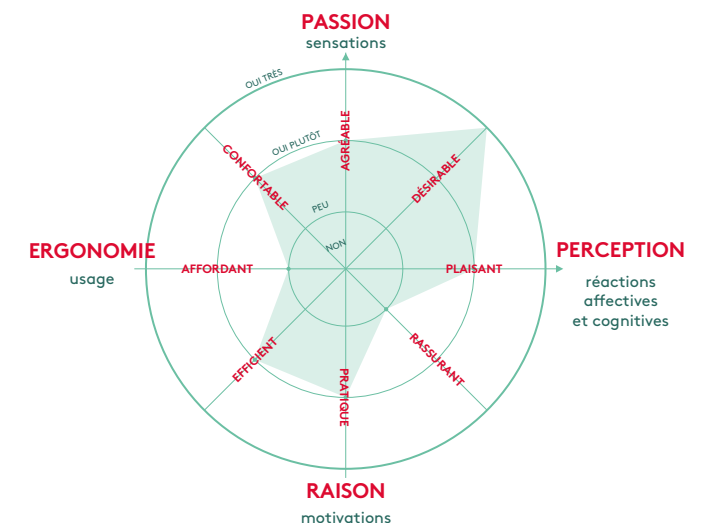 PASSION
sensations
OUI TRÈS
OUI PLUTÔT
AGRÉABLE
CONFORTABLE
DÉSIRABLE
PEU
NON
ERGONOMIE
usage
AFFORDANT
PLAISANT
PERCEPTION
réactions
affectives
et cognitives
EFFICIENT
PRATIQUE
RASSURANT
RAISON
motivations